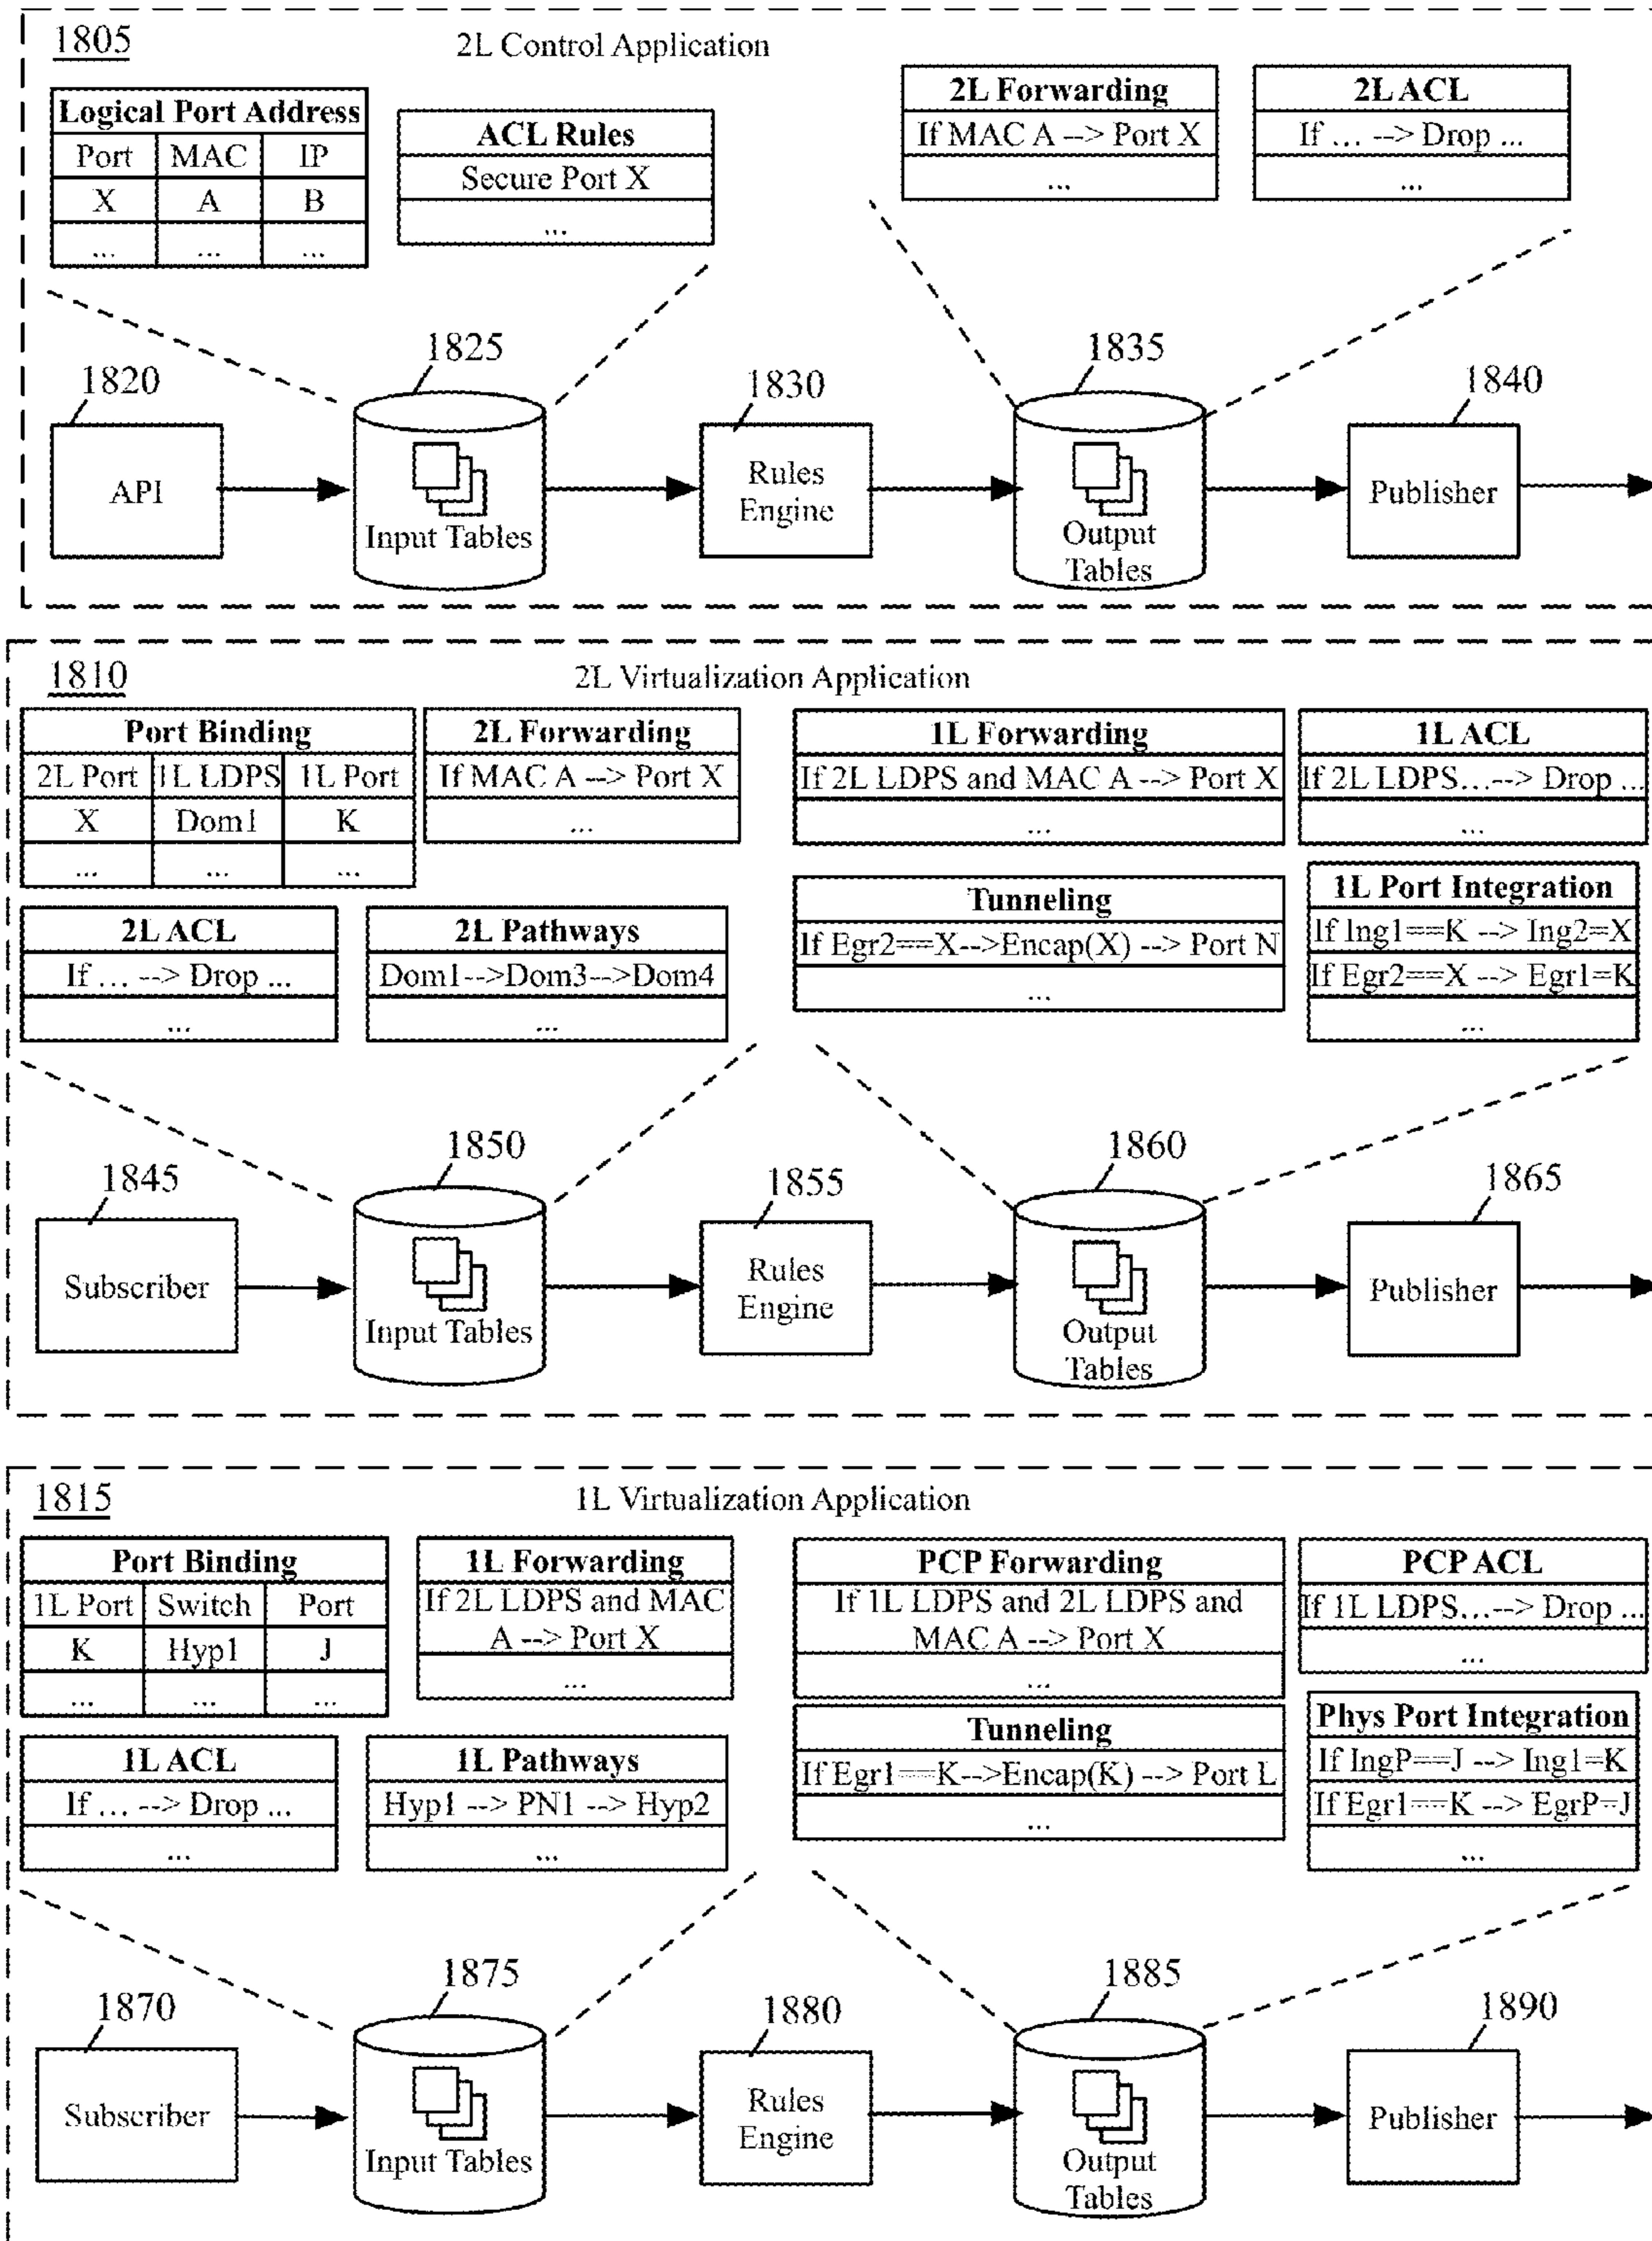 1805
2L Control Application
Logical Port Address
Port MAC IP
X A B
... ... ...
ACL Rules
Secure Port X
...
2L Forwarding
If MAC A --> Port X
...
2L ACL
If ... --> Drop ...
...
1820
API
1825
Input Tables
1830
Rules
Engine
1835
Output
Tables
1840
Publisher
1810
2L Virtualization Application
Port Binding
2L Port 1L LDPS 1L Port
X Dom1 K
... ... ...
2L Forwarding
If MAC A --> Port X
...
1L Forwarding
If 2L LDPS and MAC A --> Port X
...
1L ACL
If 2L LDPS...--> Drop ...
...
2L ACL
If ... --> Drop ...
...
2L Pathways
Dom1-->Dom3-->Dom4
...
Tunneling
If Egr2==X-->Encap(X) --> Port N
...
1L Port Integration
If Ing1==K --> Ing2=X
If Egr2==X --> Egr1=K
...
1845
Subscriber
1850
Input Tables
1855
Rules
Engine
1860
Output
Tables
1865
Publisher
1815
1L Virtualization Application
Port Binding
1L Port Switch Port
K Hyp1 J
... ... ...
1L Forwarding
If 2L LDPS and MAC
A --> Port X
...
PCP Forwarding
If 1L LDPS and 2L LDPS and
MAC A --> Port X
...
PCP ACL
If 1L LDPS...--> Drop ...
...
1L ACL
If ... --> Drop ...
...
1L Pathways
Hyp1 --> PN1 --> Hyp2
...
Tunneling
If Egr1==K-->Encap(K) --> Port L
...
Phys Port Integration
If IngP==J --> Ing1=K
If Egr1==K --> EgrP=J
...
1870
Subscriber
1875
Input Tables
1880
Rules
Engine
1885
Output
Tables
1890
Publisher